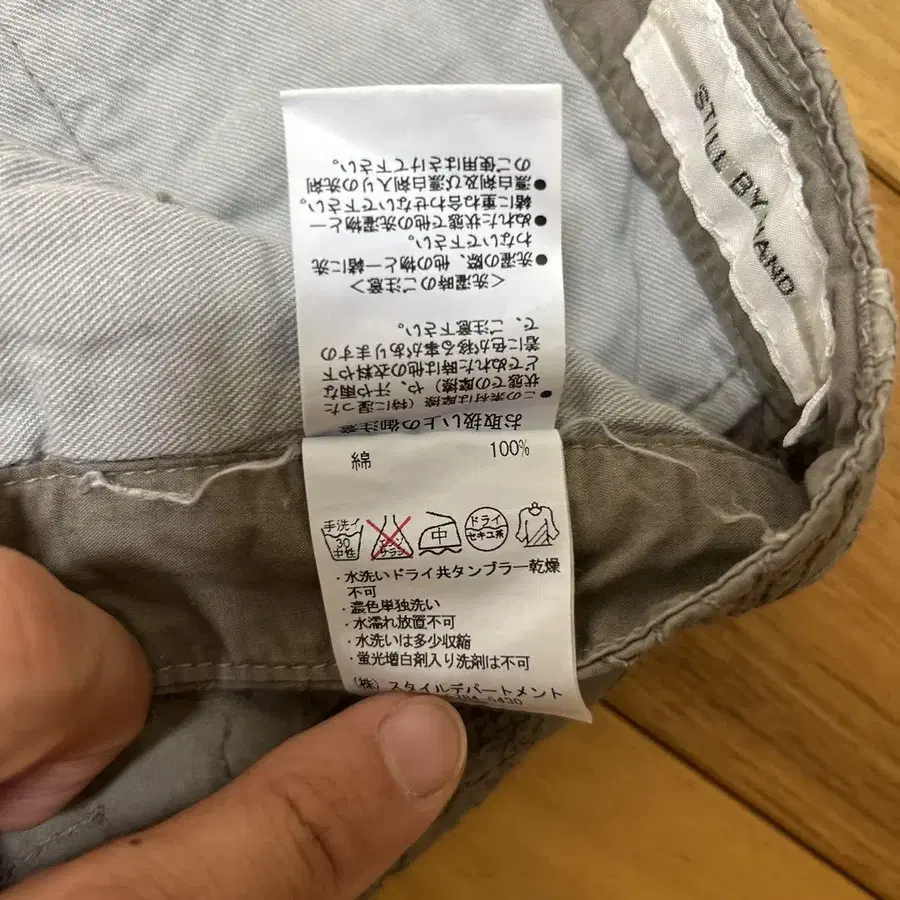 STILL BY HAND
お取扱い上の御注意
●この素材は摩擦(特に湿った
状態での摩擦)や、汗や雨な
どでぬれた時は他の衣料や下
着に色が移る事がありますの
で、ご注意下さい。
<洗濯時のご注意>
●洗濯の際、他の物と一緒に洗
わないで下さい。
●ぬれた状態で他の洗濯物と一
緒に重ね合わせないで下さい。
●漂白剤及び漂白剤入りの洗剤
のご使用はさけて下さい。
綿 100%
手洗イ
30
中性
エンソ
サラシ
中
ドライ
セキユ系
・水洗いドライ共タンブラー乾燥
不可
・濃色単独洗い
・水濡れ放置不可
・水洗いは多少収縮
・蛍光増白剤入り洗剤は不可
(株)スタイルデパートメント
5430